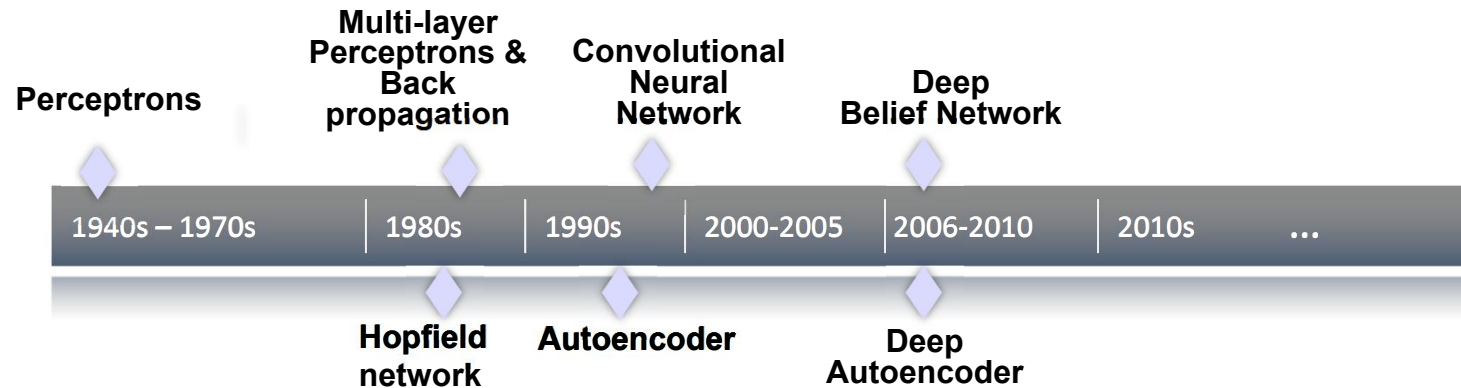 Perceptrons
Multi-layer
Perceptrons &
Back
propagation
Convolutional
Neural
Network
Deep
Belief Network
1940s – 1970s
1980s
1990s
2000-2005
2006-2010
2010s
...
Hopfield
network
Autoencoder
Deep
Autoencoder